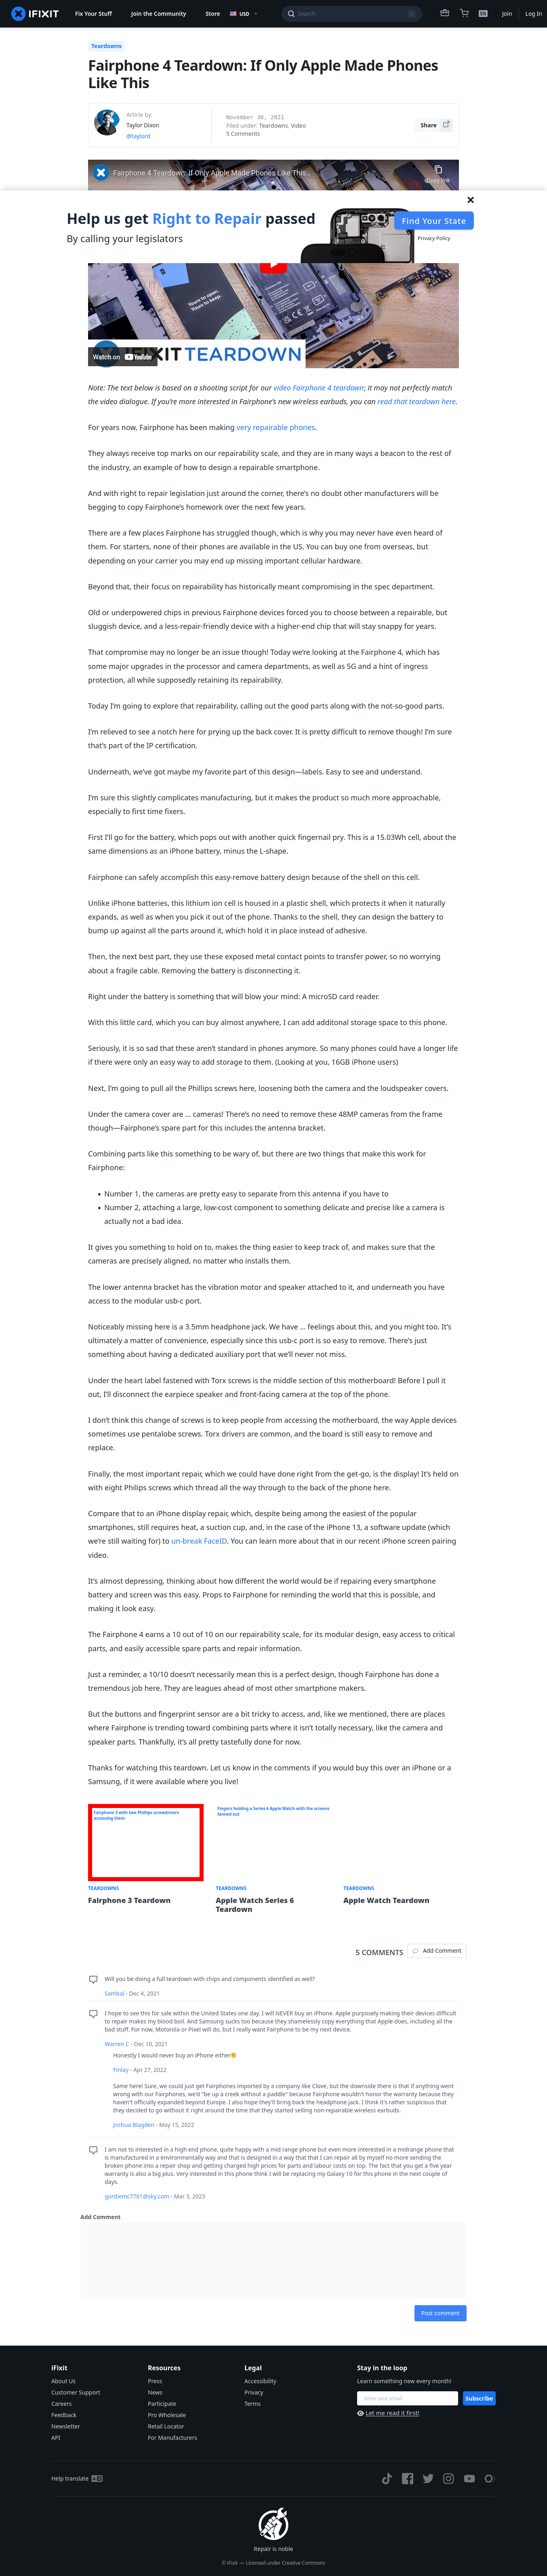 IFIXIT
Fix Your Stuff
Join the Community
Store
USD
Search
/
EN
Join
Log In
Teardowns
Fairphone 4 Teardown: If Only Apple Made Phones
Like This
Article by:
Taylor Dixon
@taylord
November 30, 2021
Filed under: Teardowns, Video
5 Comments
Share
Fairphone 4 Teardown: If Only Apple Made Phones Like This...
Copy link
Help us get Right to Repair passed
By calling your legislators
Find Your State
Privacy Policy
Yours to open.
Yours to keep.
IFIXIT TEARDOWN
Watch on YouTube
Note: The text below is based on a shooting script for our video Fairphone 4 teardown; it may not perfectly match
the video dialogue. If you're more interested in Fairphone's new wireless earbuds, you can read that teardown here.
For years now, Fairphone has been making very repairable phones.
They always receive top marks on our repairability scale, and they are in many ways a beacon to the rest of
the industry, an example of how to design a repairable smartphone.
And with right to repair legislation just around the corner, there's no doubt other manufacturers will be
begging to copy Fairphone's homework over the next few years.
There are a few places Fairphone has struggled though, which is why you may never have even heard of
them. For starters, none of their phones are available in the US. You can buy one from overseas, but
depending on your carrier you may end up missing important cellular hardware.
Beyond that, their focus on repairability has historically meant compromising in the spec department.
Old or underpowered chips in previous Fairphone devices forced you to choose between a repairable, but
sluggish device, and a less-repair-friendly device with a higher-end chip that will stay snappy for years.
That compromise may no longer be an issue though! Today we're looking at the Fairphone 4, which has
some major upgrades in the processor and camera departments, as well as 5G and a hint of ingress
protection, all while supposedly retaining its repairability.
Today I'm going to explore that repairability, calling out the good parts along with the not-so-good parts.
I'm relieved to see a notch here for prying up the back cover. It is pretty difficult to remove though! I'm sure
that's part of the IP certification.
Underneath, we've got maybe my favorite part of this design—labels. Easy to see and understand.
I'm sure this slightly complicates manufacturing, but it makes the product so much more approachable,
especially to first time fixers.
First I'll go for the battery, which pops out with another quick fingernail pry. This is a 15.03Wh cell, about the
same dimensions as an iPhone battery, minus the L-shape.
Fairphone can safely accomplish this easy-remove battery design because of the shell on this cell.
Unlike iPhone batteries, this lithium ion cell is housed in a plastic shell, which protects it when it naturally
expands, as well as when you pick it out of the phone. Thanks to the shell, they can design the battery to
bump up against all the parts around it, which hold it in place instead of adhesive.
Then, the next best part, they use these exposed metal contact points to transfer power, so no worrying
about a fragile cable. Removing the battery is disconnecting it.
Right under the battery is something that will blow your mind: A microSD card reader.
With this little card, which you can buy almost anywhere, I can add additonal storage space to this phone.
Seriously, it is so sad that these aren't standard in phones anymore. So many phones could have a longer life
if there were only an easy way to add storage to them. (Looking at you, 16GB iPhone users)
Next, I'm going to pull all the Phillips screws here, loosening both the camera and the loudspeaker covers.
Under the camera cover are ... cameras! There's no need to remove these 48MP cameras from the frame
though—Fairphone's spare part for this includes the antenna bracket.
Combining parts like this something to be wary of, but there are two things that make this work for
Fairphone:
• Number 1, the cameras are pretty easy to separate from this antenna if you have to
• Number 2, attaching a large, low-cost component to something delicate and precise like a camera is
actually not a bad idea.
It gives you something to hold on to, makes the thing easier to keep track of, and makes sure that the
cameras are precisely aligned, no matter who installs them.
The lower antenna bracket has the vibration motor and speaker attached to it, and underneath you have
access to the modular usb-c port.
Noticeably missing here is a 3.5mm headphone jack. We have ... feelings about this, and you might too. It's
ultimately a matter of convenience, especially since this usb-c port is so easy to remove. There's just
something about having a dedicated auxiliary port that we'll never not miss.
Under the heart label fastened with Torx screws is the middle section of this motherboard! Before I pull it
out, I'll disconnect the earpiece speaker and front-facing camera at the top of the phone.
I don't think this change of screws is to keep people from accessing the motherboard, the way Apple devices
sometimes use pentalobe screws. Torx drivers are common, and the board is still easy to remove and
replace.
Finally, the most important repair, which we could have done right from the get-go, is the display! It's held on
with eight Philips screws which thread all the way through to the back of the phone here.
Compare that to an iPhone display repair, which, despite being among the easiest of the popular
smartphones, still requires heat, a suction cup, and, in the case of the iPhone 13, a software update (which
we're still waiting for) to un-break FaceID. You can learn more about that in our recent iPhone screen pairing
video.
It's almost depressing, thinking about how different the world would be if repairing every smartphone
battery and screen was this easy. Props to Fairphone for reminding the world that this is possible, and
making it look easy.
The Fairphone 4 earns a 10 out of 10 on our repairability scale, for its modular design, easy access to critical
parts, and easily accessible spare parts and repair information.
Just a reminder, a 10/10 doesn't necessarily mean this is a perfect design, though Fairphone has done a
tremendous job here. They are leagues ahead of most other smartphone makers.
But the buttons and fingerprint sensor are a bit tricky to access, and, like we mentioned, there are places
where Fairphone is trending toward combining parts where it isn't totally necessary, like the camera and
speaker parts. Thankfully, it's all pretty tastefully done for now.
Thanks for watching this teardown. Let us know in the comments if you would buy this over an iPhone or a
Samsung, if it were available where you live!
Fairphone 3 with two Phillips screwdrivers
accessing them
Fingers holding a Series 6 Apple Watch with the screens
fanned out
TEARDOWNS
Fairphone 3 Teardown
TEARDOWNS
Apple Watch Series 6
Teardown
TEARDOWNS
Apple Watch Teardown
5 COMMENTS
Add Comment
Will you be doing a full teardown with chips and components identified as well?
Sambal - Dec 4, 2021
I hope to see this for sale within the United States one day. I will NEVER buy an iPhone. Apple purposely making their devices difficult
to repair makes my blood boil. And Samsung sucks too because they shamelessly copy everything that Apple does, including all the
bad stuff. For now, Motorola or Pixel will do, but I really want Fairphone to be my next device.
Warren C - Dec 10, 2021
Honestly I would never buy an iPhone either
Finlay - Apr 27, 2022
Same here! Sure, we could just get Fairphones imported by a company like Clove, but the downside there is that if anything went
wrong with our Fairphones, we'd "be up a creek without a paddle" because Fairphone wouldn't honor the warranty because they
haven't officially expanded beyond Europe. I also hope they'll bring back the headphone jack. I think it's rather suspicious that
they decided to go without it right around the time that they started selling non-repairable wireless earbuds.
Joshua Blagden - May 15, 2022
I am not to interested in a high end phone, quite happy with a mid range phone but even more interested in a midrange phone that
is manufactured in a environmentally way and that is designed in a way that that I can repair all by myself no more sending the
broken phone into a repair shop and getting charged high prices for parts and labour costs on top. The fact that you get a five year
warranty is also a big plus. Very interested in this phone think I will be replacing my Galaxy 10 for this phone in the next couple of
days.
gordiemc7761@sky.com - Mar 3, 2023
Add Comment
Post comment
iFixit
About Us
Customer Support
Careers
Feedback
Newsletter
API
Resources
Press
News
Participate
Pro Wholesale
Retail Locator
For Manufacturers
Legal
Accessibility
Privacy
Terms
Stay in the loop
Learn something new every month!
Enter your email
Subscribe
Let me read it first!
Help translate
Repair is noble
© iFixit — Licensed under Creative Commons